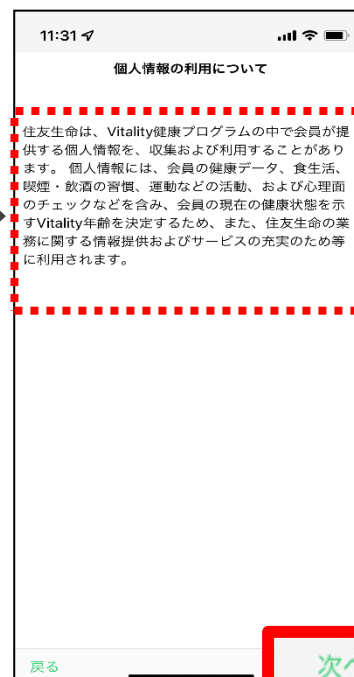 11:31
個人情報の利用について
住友生命は、Vitality健康プログラムの中で会員が提
供する個人情報を、収集および利用することがあり
ます。 個人情報には、会員の健康データ、食生活、
喫煙・飲酒の習慣、運動などの活動、および心理面
のチェックなどを含み、会員の現在の健康状態を示
すVitality年齢を決定するため、また、住友生命の業
務に関する情報提供およびサービスの充実のため等
に利用されます。
戻る
次へ